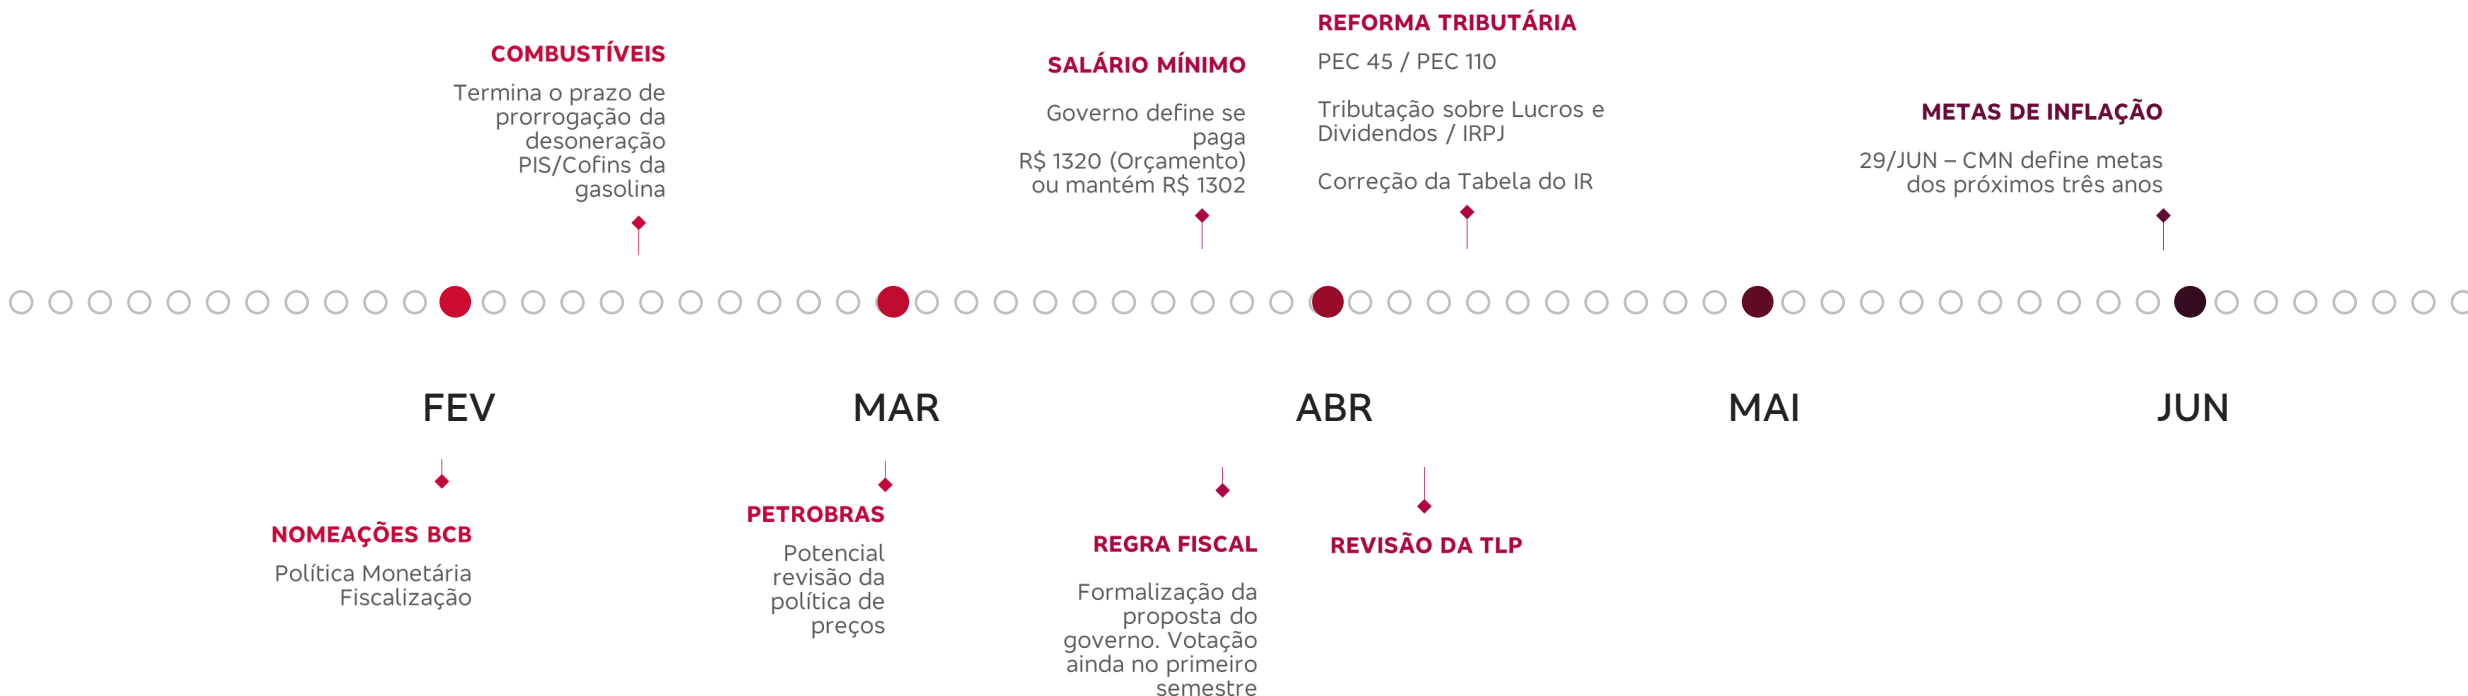 COMBUSTÍVEIS
Termina o prazo de
prorrogação da
desoneração
PIS/Cofins da
gasolina
SALÁRIO MÍNIMO
Governo define se
paga
R$ 1320 (Orçamento)
ou mantém R$ 1302
REFORMA TRIBUTÁRIA
PEC 45 / PEC 110
Tributação sobre Lucros e
Dividendos / IRPJ
Correção da Tabela do IR
METAS DE INFLAÇÃO
29/JUN – CMN define metas
dos próximos três anos
FEV
MAR
ABR
MAI
JUN
NOMEAÇÕES BCB
Política Monetária
Fiscalização
PETROBRAS
Potencial
revisão da
política de
preços
REGRA FISCAL
Formalização da
proposta do
governo. Votação
ainda no primeiro
semestre
REVISÃO DA TLP